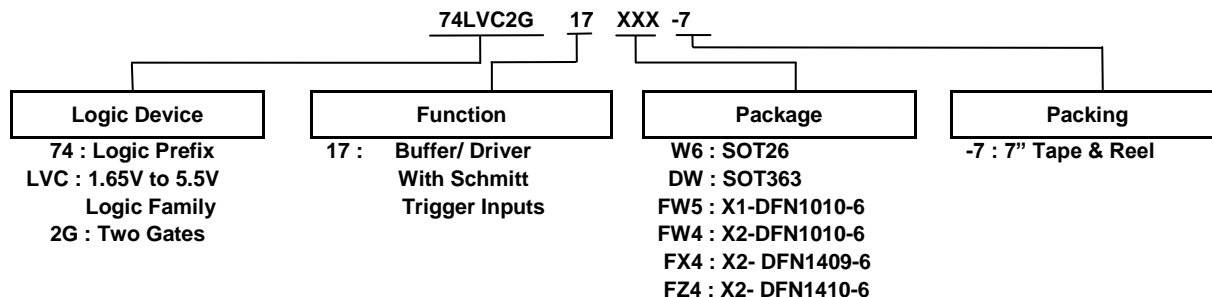 74LVC2G 17 XXX -7
Logic Device
Function
Package
Packing
74 : Logic Prefix
LVC : 1.65V to 5.5V
Logic Family
2G : Two Gates
17 : Buffer/ Driver
With Schmitt
Trigger Inputs
W6 : SOT26
DW : SOT363
FW5 : X1-DFN1010-6
FW4 : X2-DFN1010-6
FX4 : X2- DFN1409-6
FZ4 : X2- DFN1410-6
-7 : 7” Tape & Reel